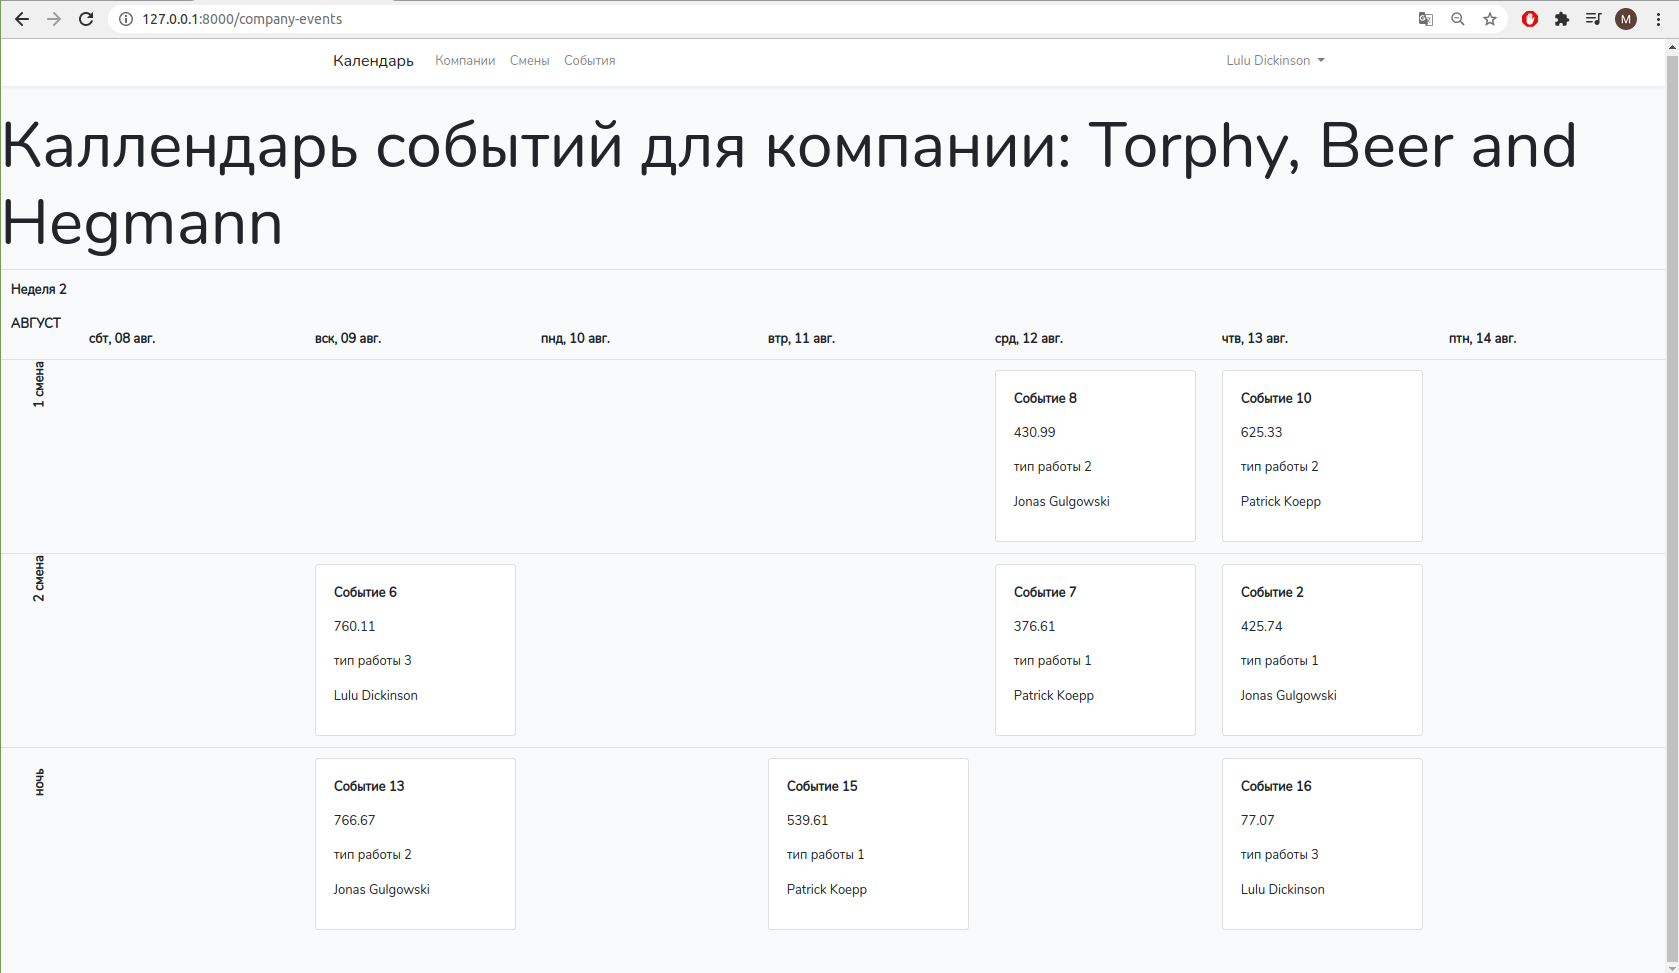 127.0.0.1:8000/company-events
M
Календарь Компании Смены События Lulu Dickinson
Каллендарь событий для компании: Torphy, Beer and
Hegmann
Неделя 2
АВГУСТ
сбт, 08 авг. вск, 09 авг. пнд, 10 авг. втр, 11 авг. срд, 12 авг. чтв, 13 авг. птн, 14 авг.
1 смена
Событие 8
430.99
тип работы 2
Jonas Gulgowski
Событие 10
625.33
тип работы 2
Patrick Koepp
2 смена
Событие 6
760.11
тип работы 3
Lulu Dickinson
Событие 7
376.61
тип работы 1
Patrick Koepp
Событие 2
425.74
тип работы 1
Jonas Gulgowski
ночь
Событие 13
766.67
тип работы 2
Jonas Gulgowski
Событие 15
539.61
тип работы 1
Patrick Koepp
Событие 16
77.07
тип работы 3
Lulu Dickinson